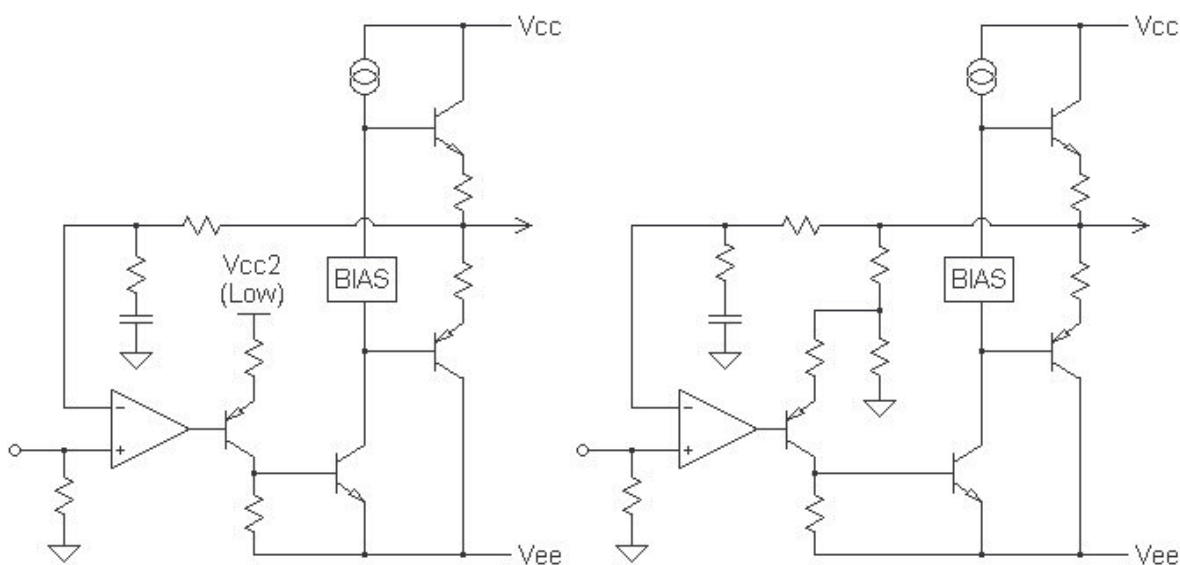 Vcc
Vcc
Vcc2
(Low)
BIAS
BIAS
−
+
−
+
Vee
Vee